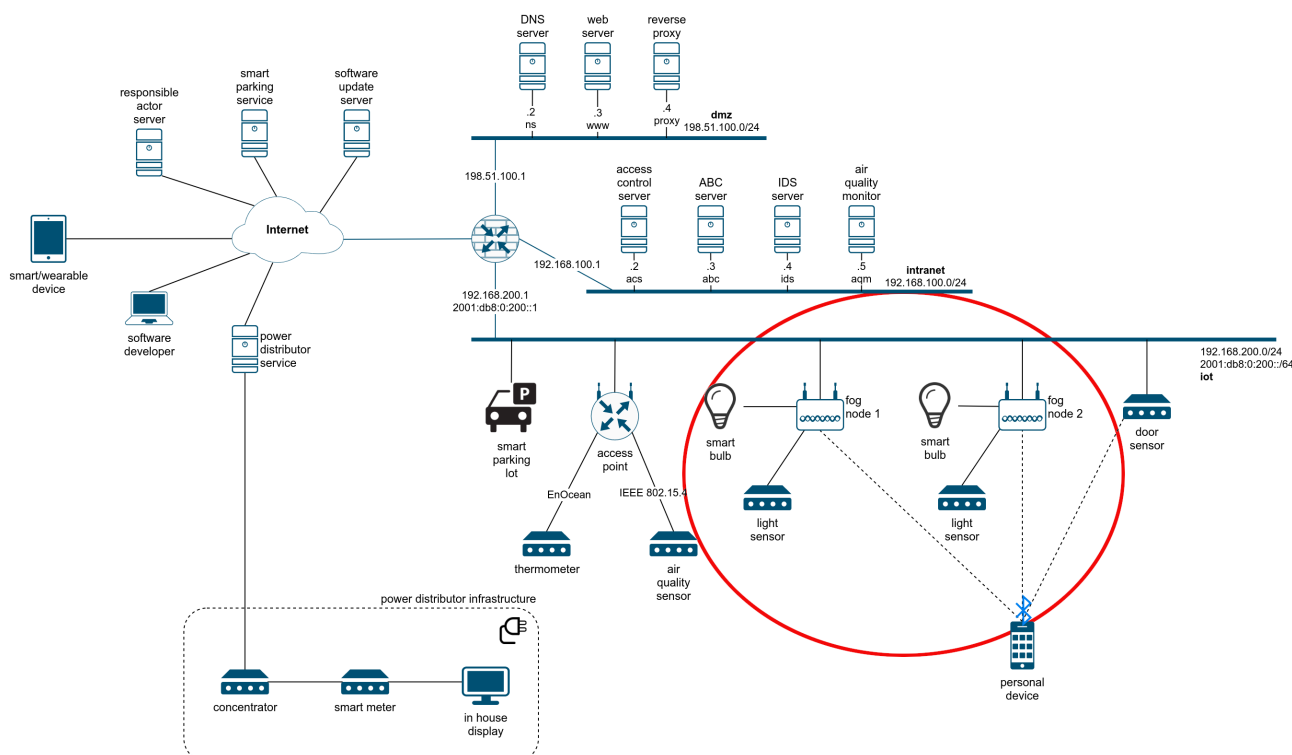 DNS
server
web
server
reverse
proxy
.2
ns
.3
www
.4
proxy
dmz
198.51.100.0/24
responsible
actor
server
smart
parking
service
software
update
server
198.51.100.1
Internet
smart/wearable
device
software
developer
power
distributor
service
access
control
server
ABC
server
IDS
server
air
quality
monitor
.2
acs
.3
abc
.4
ids
.5
aqm
intranet
192.168.100.0/24
192.168.100.1
192.168.200.1
2001:db8:0:200::1
192.168.200.0/24
2001:db8:0:200::/64
iot
P
smart
parking
lot
access
point
EnOcean
IEEE 802.15.4
thermometer
air
quality
sensor
smart
bulb
fog
node 1
light
sensor
smart
bulb
fog
node 2
light
sensor
door
sensor
personal
device
power distributor infrastructure
concentrator
smart meter
in house
display